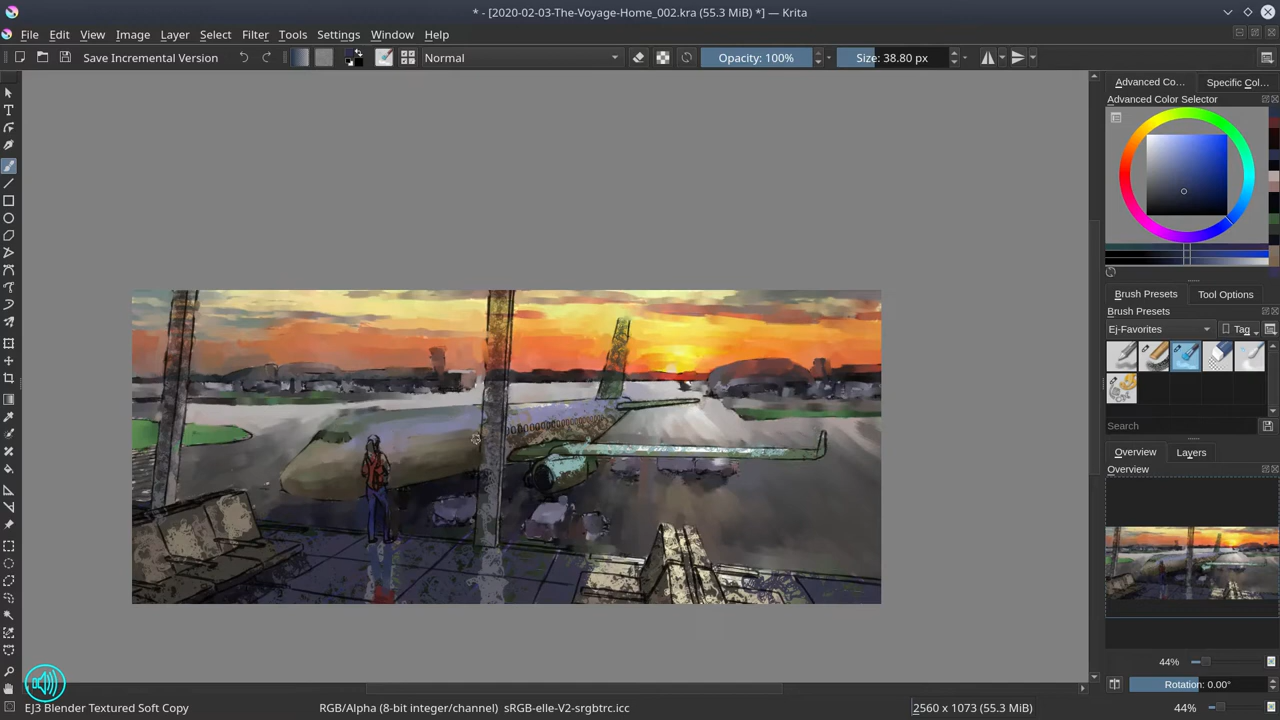 * - [2020-02-03-The-Voyage-Home_002.kra (55.3 MiB) *] — Krita
File Edit View Image Layer Select Filter Tools Settings Window Help
Save Incremental Version Normal Opacity: 100% Size: 38.80 px
Advanced Co... Specific Col...
Advanced Color Selector
Brush Presets Tool Options
Brush Presets
Ej-Favorites Tag
Search
Overview Layers
Overview
44%
Rotation: 0.00°
EJ3 Blender Textured Soft Copy RGB/Alpha (8-bit integer/channel) sRGB-elle-V2-srgbtrc.icc 2560 x 1073 (55.3 MiB) 44%